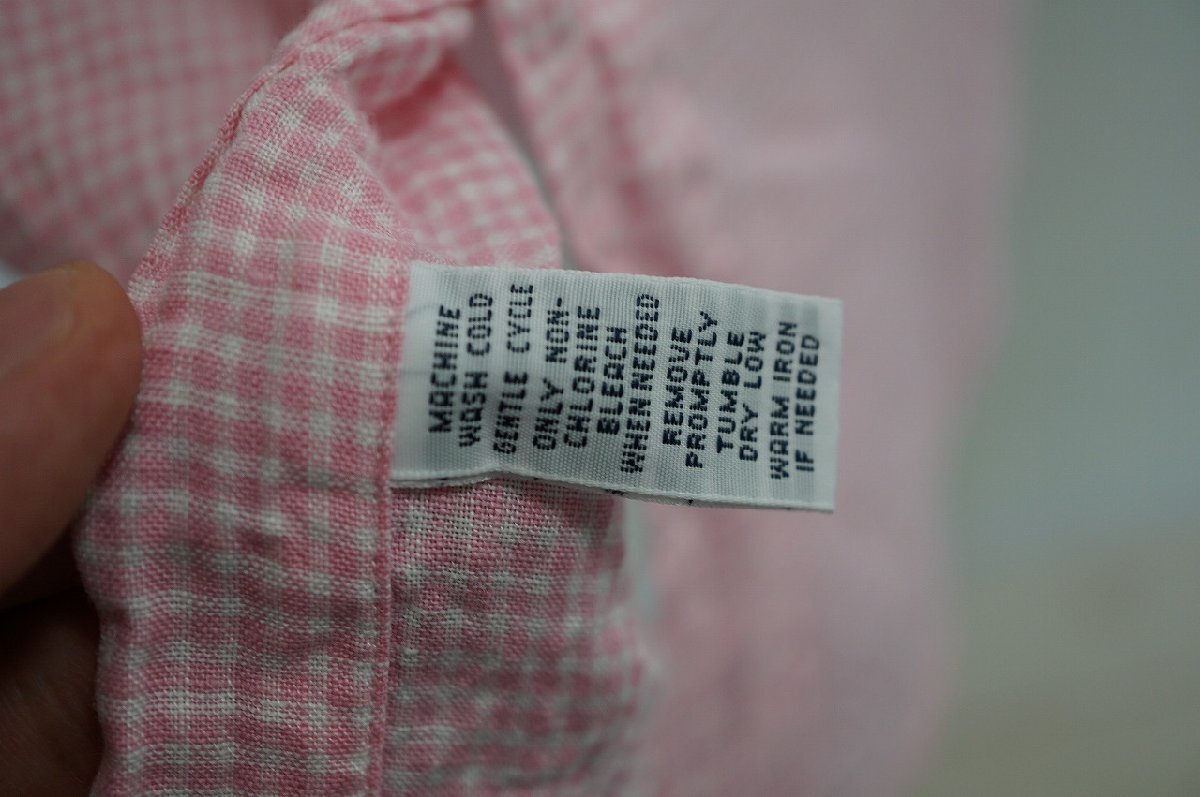 MACHINE
WASH COLD
GENTLE CYCLE
ONLY NON-
CHLORINE
BLEACH
WHEN NEEDED
REMOVE
PROMPTLY
TUMBLE
DRY LOW
WARM IRON
IF NEEDED